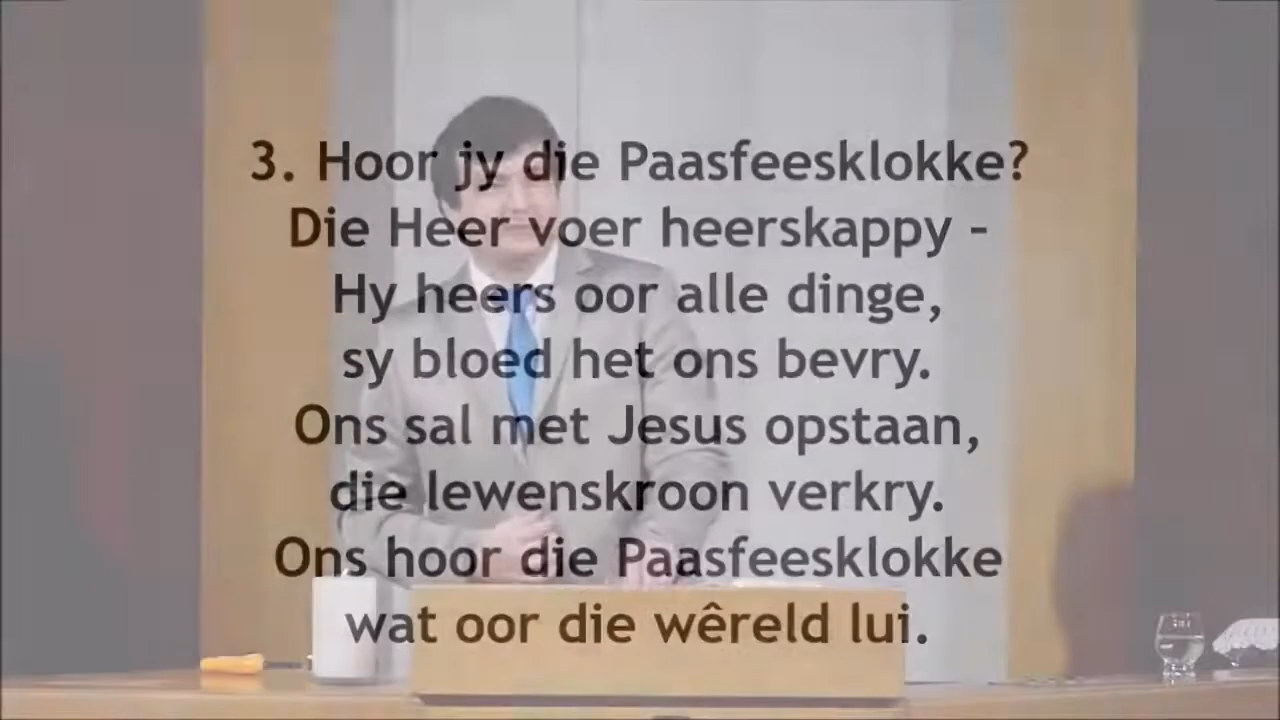 3. Hoor jy die Paasfeesklokke?
Die Heer voer heerskappy -
Hy heers oor alle dinge,
sy bloed het ons bevry.
Ons sal met Jesus opstaan,
die lewenskroon verkry.
Ons hoor die Paasfeesklokke
wat oor die wêreld lui.